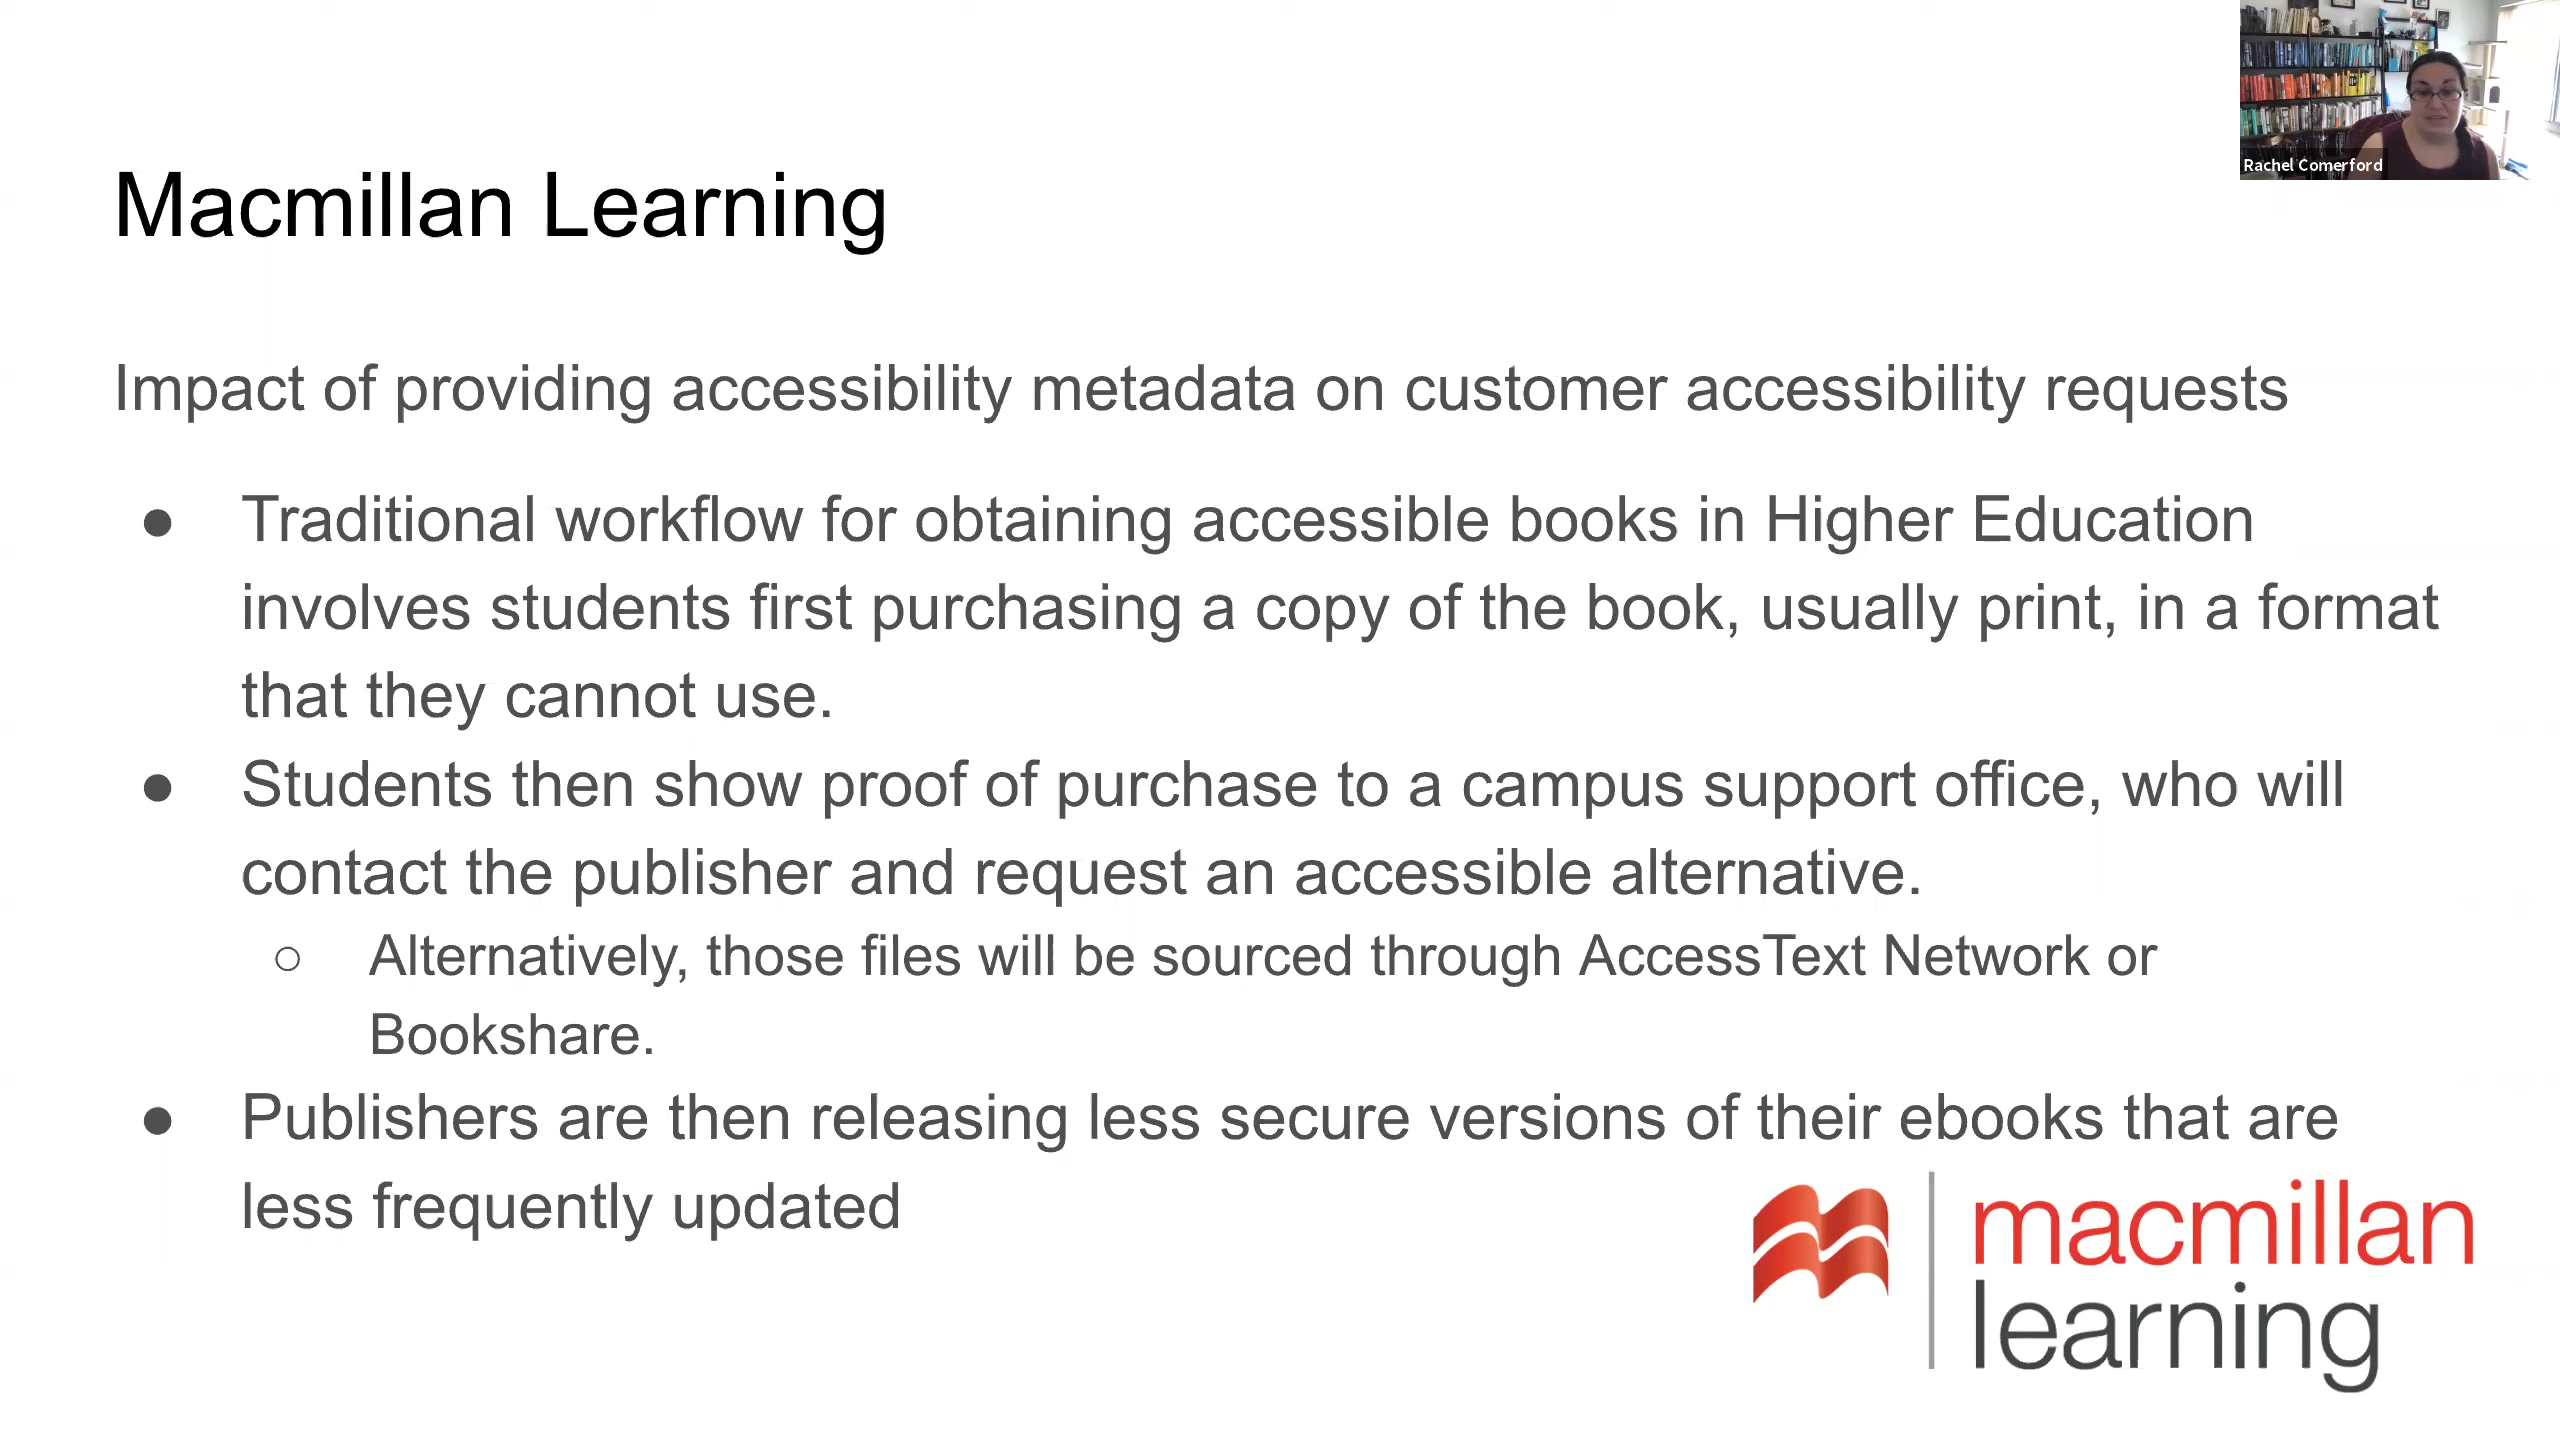 Rachel Comerford
Macmillan Learning
Impact of providing accessibility metadata on customer accessibility requests
● Traditional workflow for obtaining accessible books in Higher Education
involves students first purchasing a copy of the book, usually print, in a format
that they cannot use.
● Students then show proof of purchase to a campus support office, who will
contact the publisher and request an accessible alternative.
○ Alternatively, those files will be sourced through AccessText Network or
Bookshare.
● Publishers are then releasing less secure versions of their ebooks that are
less frequently updated
macmillan
learning